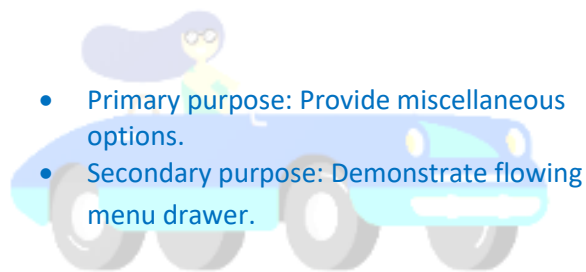 • Primary purpose: Provide miscellaneous
options.
• Secondary purpose: Demonstrate flowing
menu drawer.